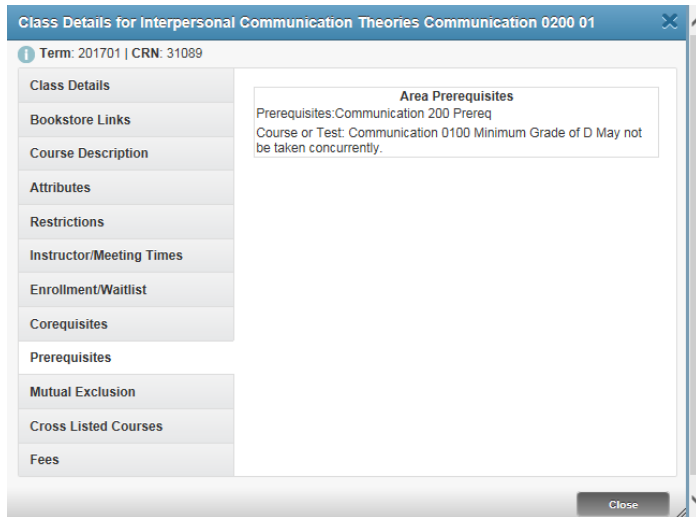 Class Details for Interpersonal Communication Theories Communication 0200 01
Term: 201701 | CRN: 31089
Class Details
Bookstore Links
Course Description
Attributes
Restrictions
Instructor/Meeting Times
Enrollment/Waitlist
Corequisites
Prerequisites
Mutual Exclusion
Cross Listed Courses
Fees
Area Prerequisites
Prerequisites:Communication 200 Prereq
Course or Test: Communication 0100 Minimum Grade of D May not
be taken concurrently.
Close